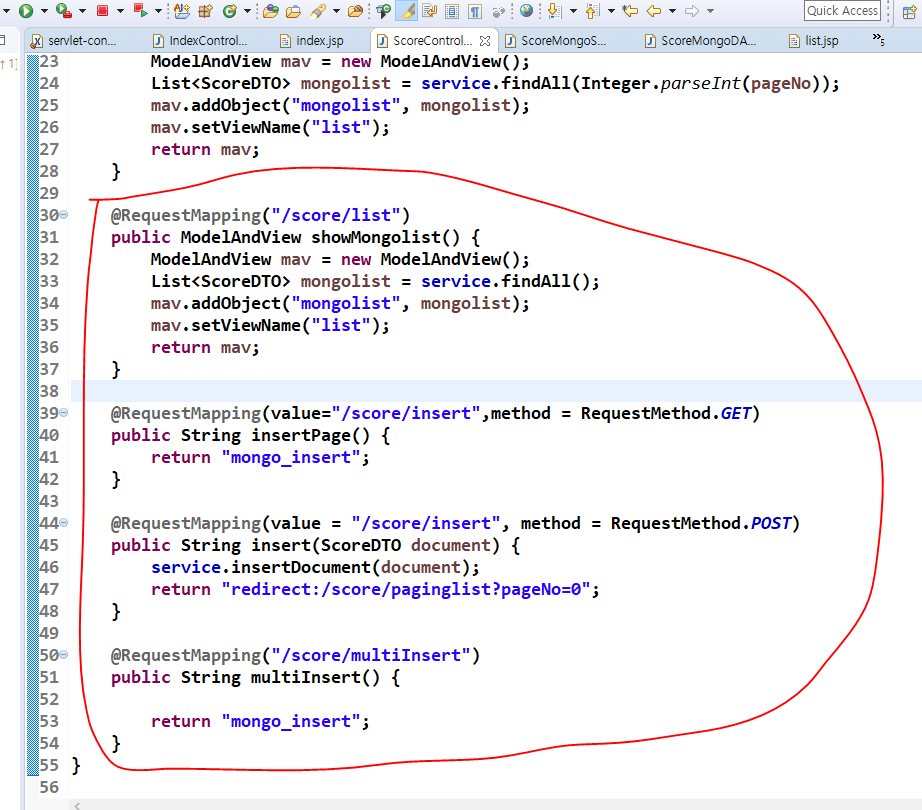 Quick Access
servlet-con...
IndexControl...
index.jsp
ScoreControl...
ScoreMongoS...
ScoreMongoDA...
list.jsp
»5
1]
23 ModelAndView mav = new ModelAndView();
24 List<ScoreDTO> mongolist = service.findAll(Integer.parseInt(pageNo));
25 mav.addObject("mongolist", mongolist);
26 mav.setViewName("list");
27 return mav;
28 }
29
30 @RequestMapping("/score/list")
31 public ModelAndView showMongolist() {
32 ModelAndView mav = new ModelAndView();
33 List<ScoreDTO> mongolist = service.findAll();
34 mav.addObject("mongolist", mongolist);
35 mav.setViewName("list");
36 return mav;
37 }
38
39 @RequestMapping(value="/score/insert",method = RequestMethod.GET)
40 public String insertPage() {
41 return "mongo_insert";
42 }
43
44 @RequestMapping(value = "/score/insert", method = RequestMethod.POST)
45 public String insert(ScoreDTO document) {
46 service.insertDocument(document);
47 return "redirect:/score/paginglist?pageNo=0";
48 }
49
50 @RequestMapping("/score/multiInsert")
51 public String multiInsert() {
52
53 return "mongo_insert";
54 }
55 }
56